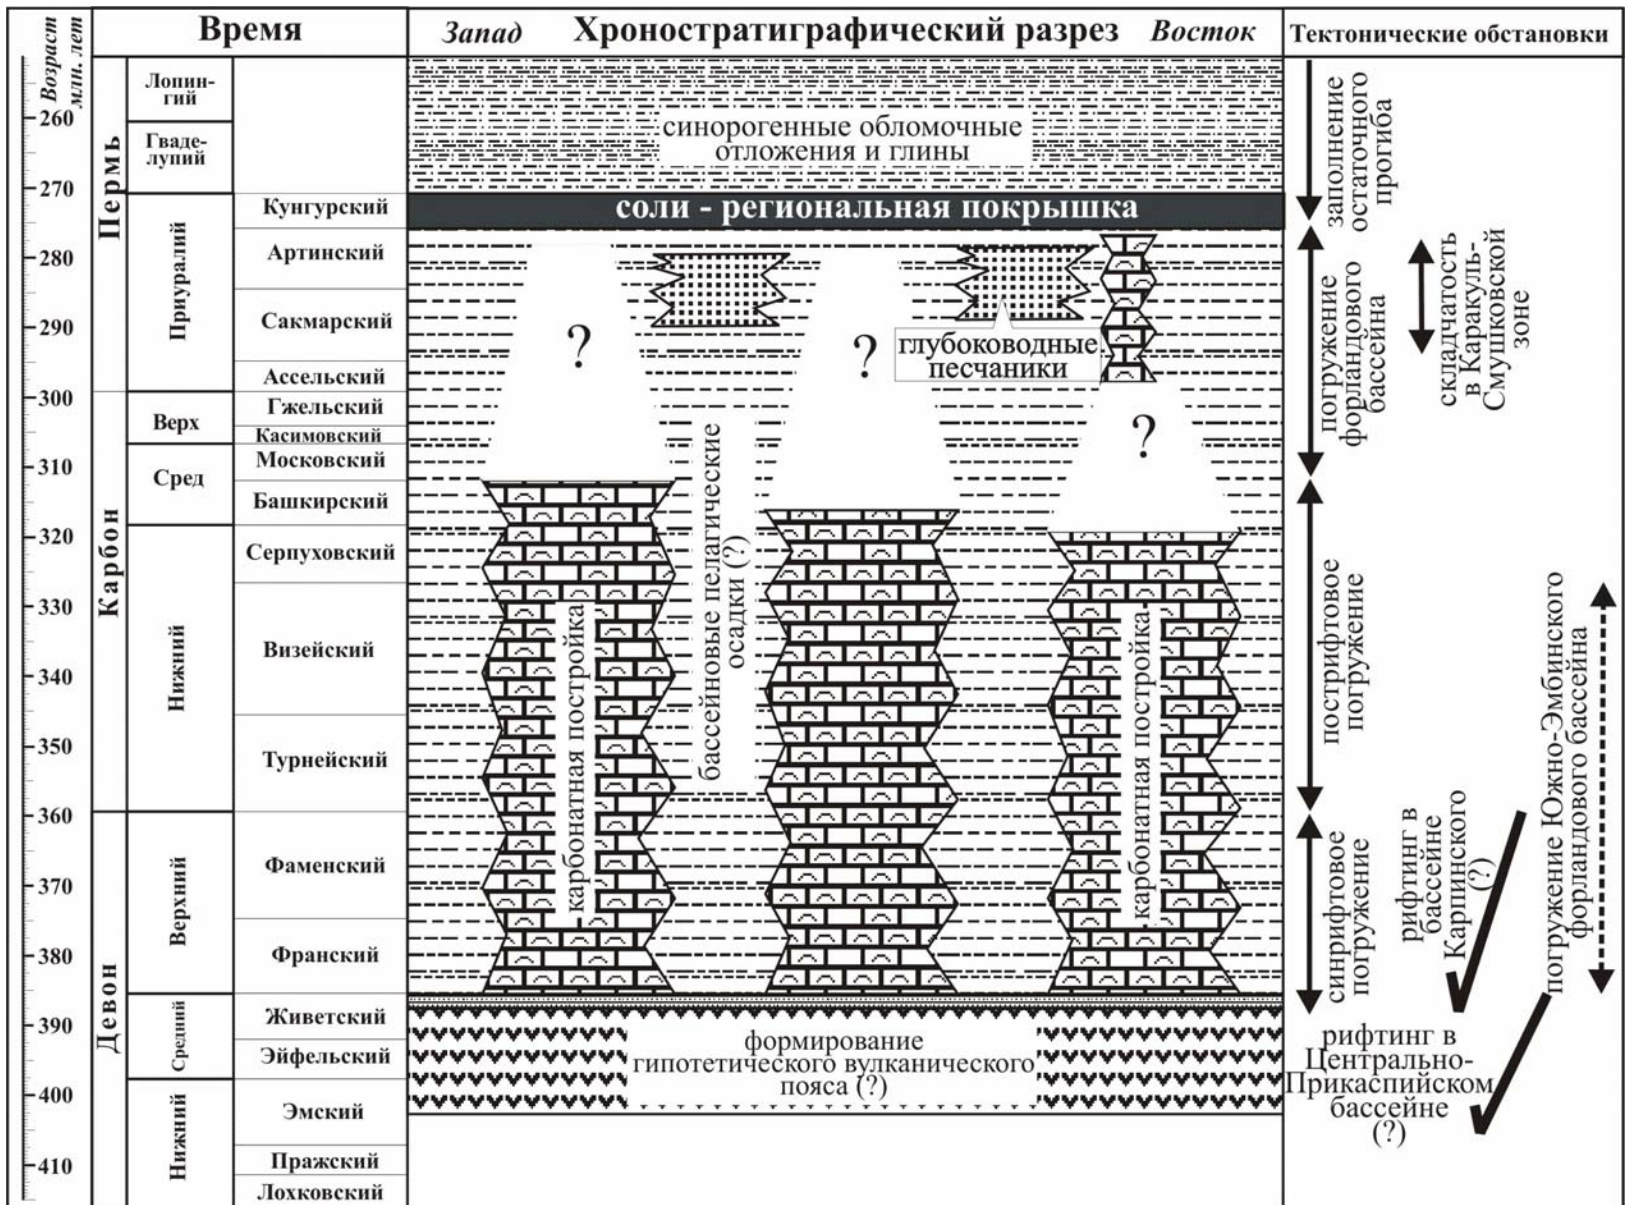 Возраст
млн. лет
Время
Запад
Хроностратиграфический разрез
Восток
Тектонические обстановки
260
270
280
290
300
310
320
330
340
350
360
370
380
390
400
410
Пермь
Карбон
Девон
Лопин-
гий
Гваде-
лупий
Приуралий
Верх
Сред
Нижний
Верхний
Средний
Нижний
Кунгурский
Артинский
Сакмарский
Ассельский
Гжельский
Касимовский
Московский
Башкирский
Серпуховский
Визейский
Турнейский
Фаменский
Франский
Живетский
Эйфельский
Эмский
Пражский
Лохковский
синорогенные обломочные
отложения и глины
соли - региональная покрышка
?
?
?
глубоководные
песчаники
бассейновые пелагические
осадки (?)
карбонатная постройка
карбонатная постройка
формирование
гипотетического вулканического
пояса (?)
заполнение
остаточного
прогиба
погружение
форландового
бассейна
складчатость
в Каракуль-
Смушковской
зоне
пострифтовое
погружение
синрифтовое
погружение
рифтинг в
бассейне
Карпинского
(?)
погружение Южно-Эмбинского
форландового бассейна
рифтинг в
Центрально-
Прикаспийском
бассейне
(?)